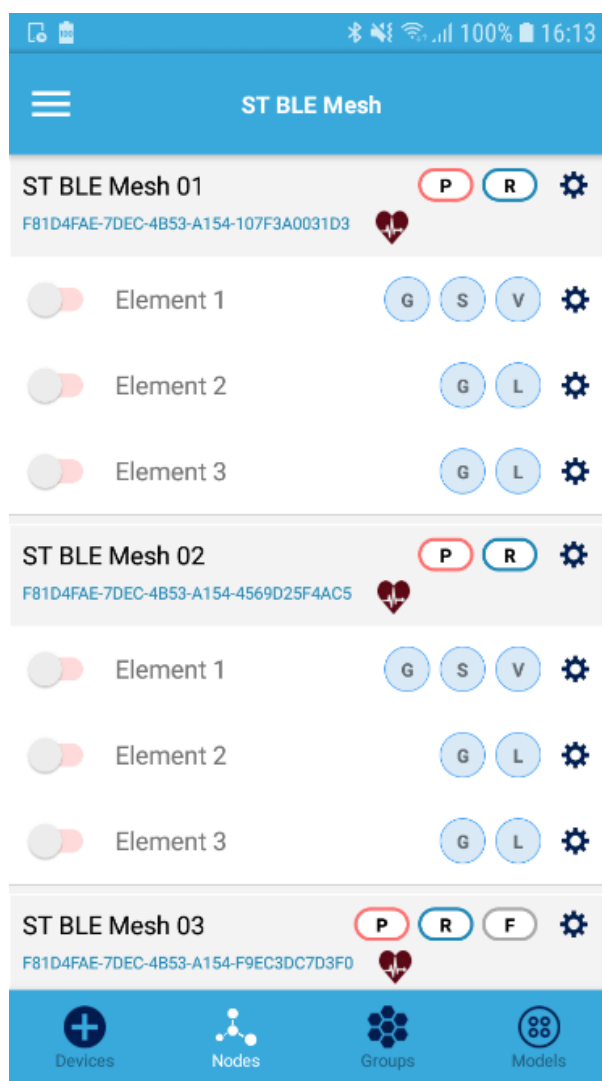 100% 16:13
ST BLE Mesh
ST BLE Mesh 01 P R
F81D4FAE-7DEC-4B53-A154-107F3A0031D3
Element 1 G S V
Element 2 G L
Element 3 G L
ST BLE Mesh 02 P R
F81D4FAE-7DEC-4B53-A154-4569D25F4AC5
Element 1 G S V
Element 2 G L
Element 3 G L
ST BLE Mesh 03 P R F
F81D4FAE-7DEC-4B53-A154-F9EC3DC7D3F0
Devices Nodes Groups Models